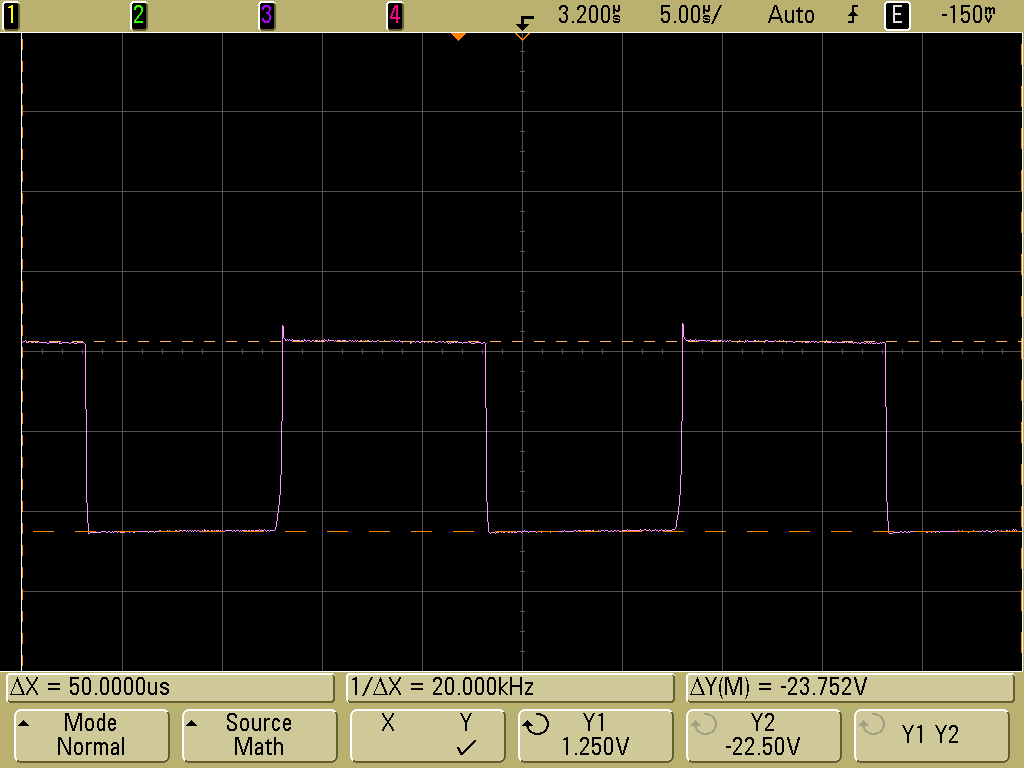 1 2 3 4 3.200µs 5.00µs/ Auto E -150mV
ΔX = 50.0000us 1/ΔX = 20.000kHz ΔY(M) = -23.752V
Mode Source X Y Y1 Y2 Y1 Y2
Normal Math ✓ 1.250V -22.50V